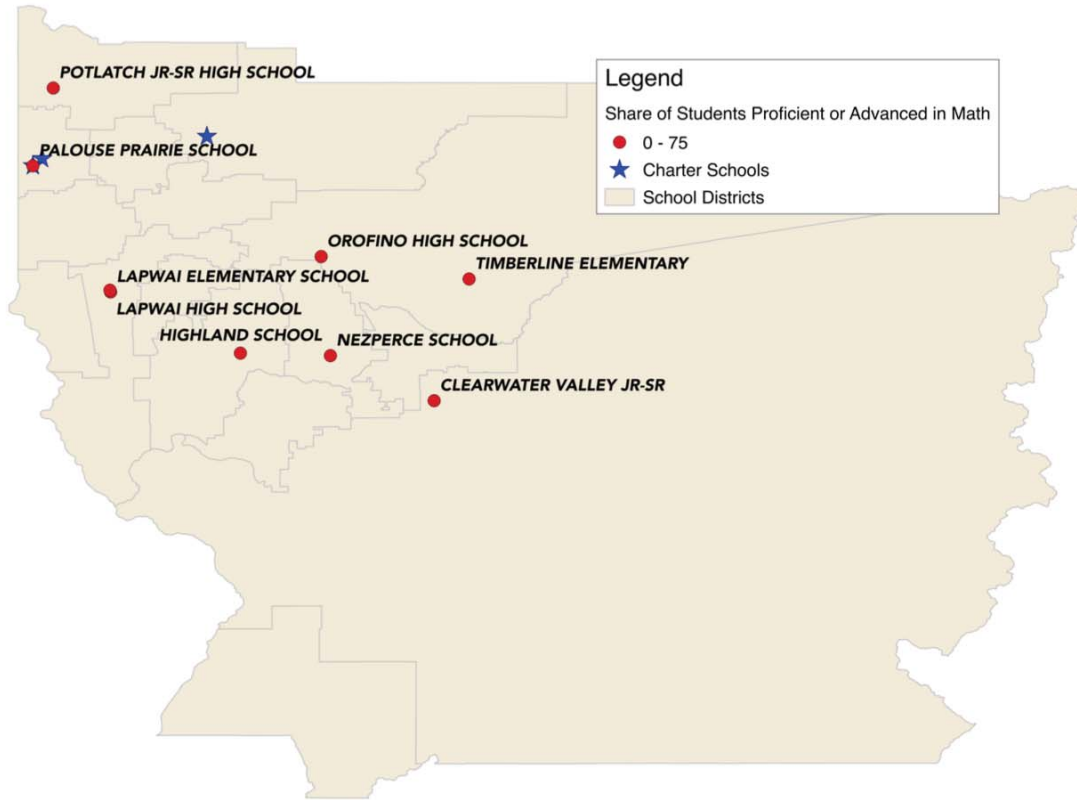 POTLATCH JR-SR HIGH SCHOOL
PALOUSE PRAIRIE SCHOOL
Legend
Share of Students Proficient or Advanced in Math
0 - 75
Charter Schools
School Districts
OROFINO HIGH SCHOOL
TIMBERLINE ELEMENTARY
LAPWAI ELEMENTARY SCHOOL
LAPWAI HIGH SCHOOL
HIGHLAND SCHOOL
NEZPERCE SCHOOL
CLEARWATER VALLEY JR-SR